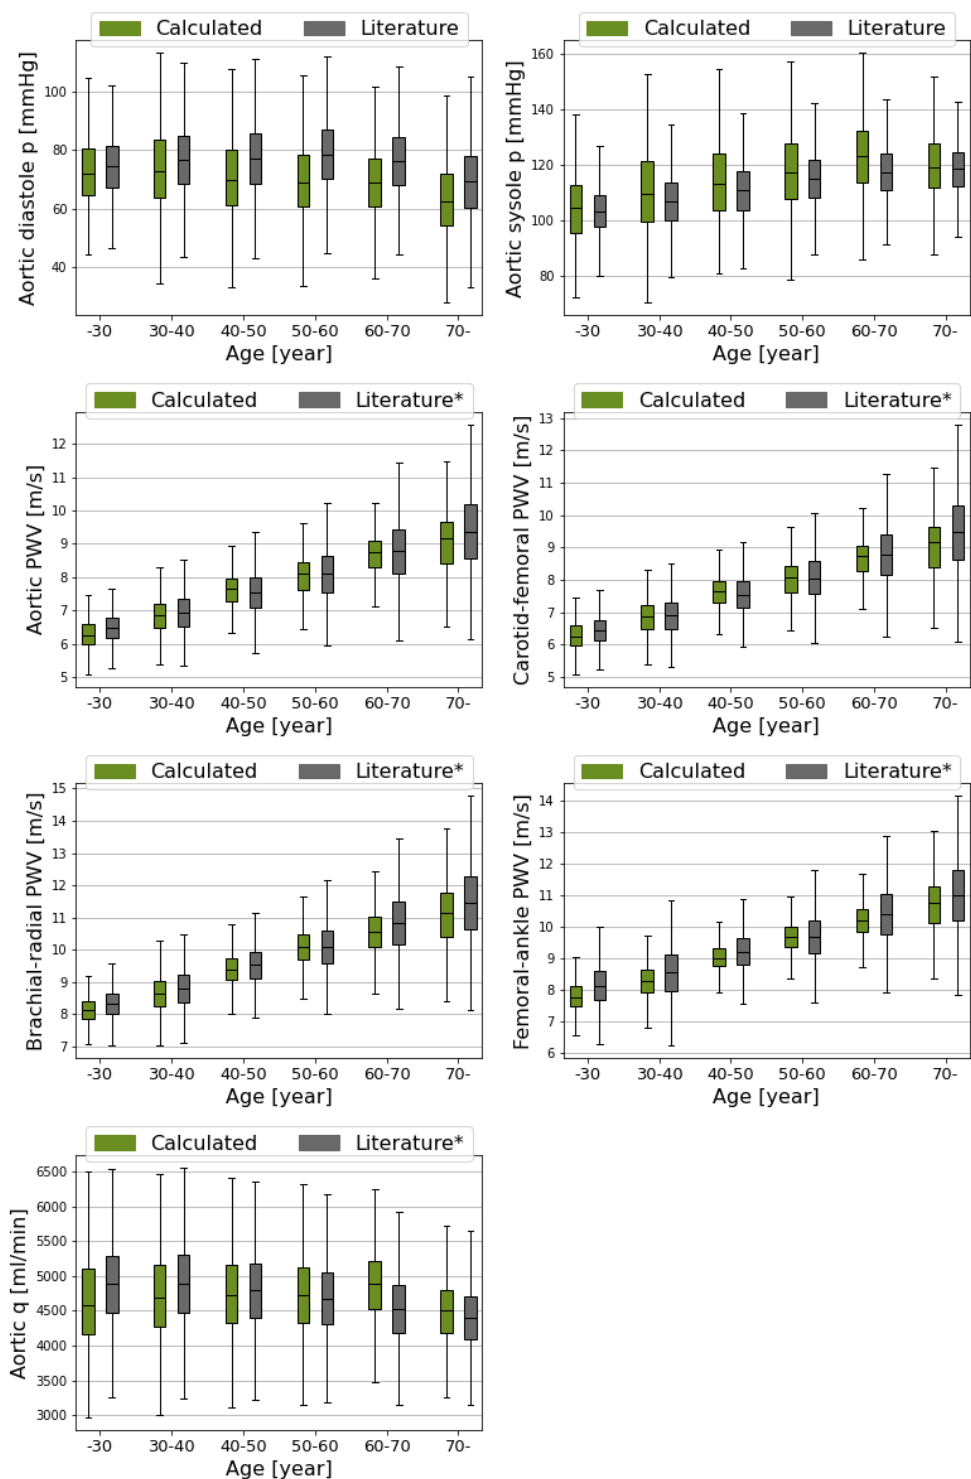 Calculated Literature
Aortic diastole p [mmHg]
100
80
60
40
-30 30-40 40-50 50-60 60-70 70-
Age [year]
Calculated Literature
Aortic sysole p [mmHg]
160
140
120
100
80
-30 30-40 40-50 50-60 60-70 70-
Age [year]
Calculated Literature*
Aortic PWV [m/s]
12
11
10
9
8
7
6
5
-30 30-40 40-50 50-60 60-70 70-
Age [year]
Calculated Literature*
Carotid-femoral PWV [m/s]
13
12
11
10
9
8
7
6
5
-30 30-40 40-50 50-60 60-70 70-
Age [year]
Calculated Literature*
Brachial-radial PWV [m/s]
15
14
13
12
11
10
9
8
7
-30 30-40 40-50 50-60 60-70 70-
Age [year]
Calculated Literature*
Femoral-ankle PWV [m/s]
14
13
12
11
10
9
8
7
6
-30 30-40 40-50 50-60 60-70 70-
Age [year]
Calculated Literature*
Aortic q [ml/min]
6500
6000
5500
5000
4500
4000
3500
3000
-30 30-40 40-50 50-60 60-70 70-
Age [year]